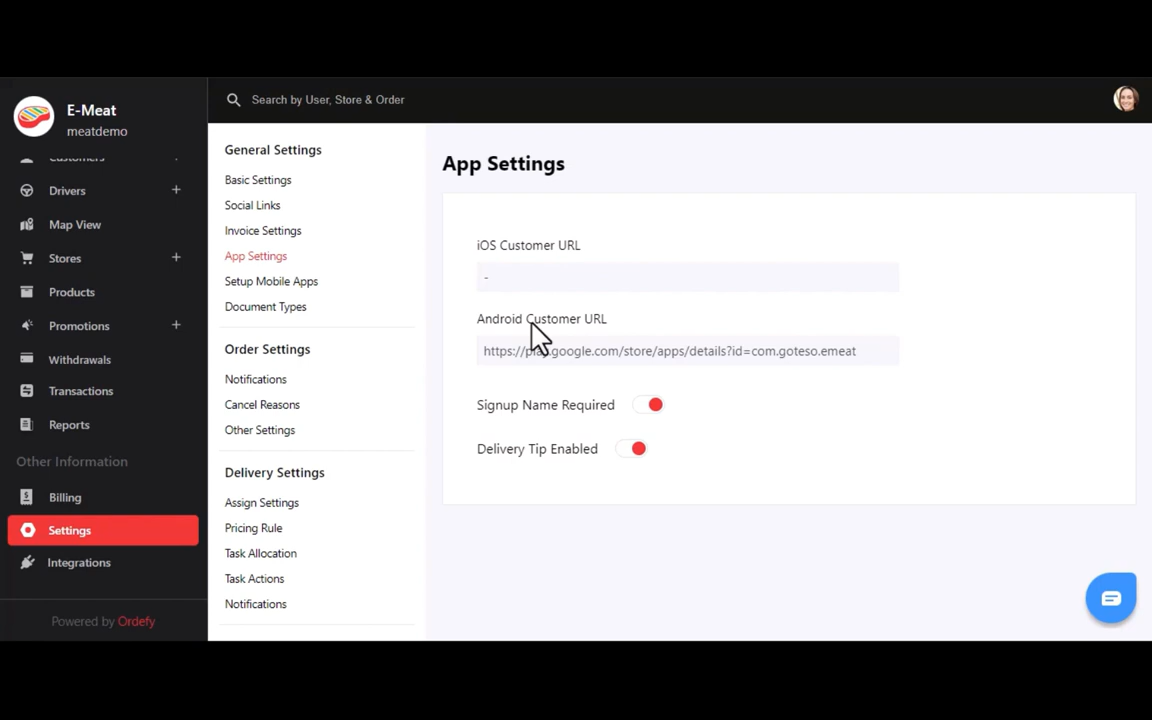 E-Meat
meatdemo
Search by User, Store & Order
Customers
Drivers
Map View
Stores
Products
Promotions
Withdrawals
Transactions
Reports
Other Information
Billing
Settings
Integrations
Powered by Ordefy
General Settings
Basic Settings
Social Links
Invoice Settings
App Settings
Setup Mobile Apps
Document Types
Order Settings
Notifications
Cancel Reasons
Other Settings
Delivery Settings
Assign Settings
Pricing Rule
Task Allocation
Task Actions
Notifications
App Settings
iOS Customer URL
-
Android Customer URL
https://play.google.com/store/apps/details?id=com.goteso.emeat
Signup Name Required
Delivery Tip Enabled